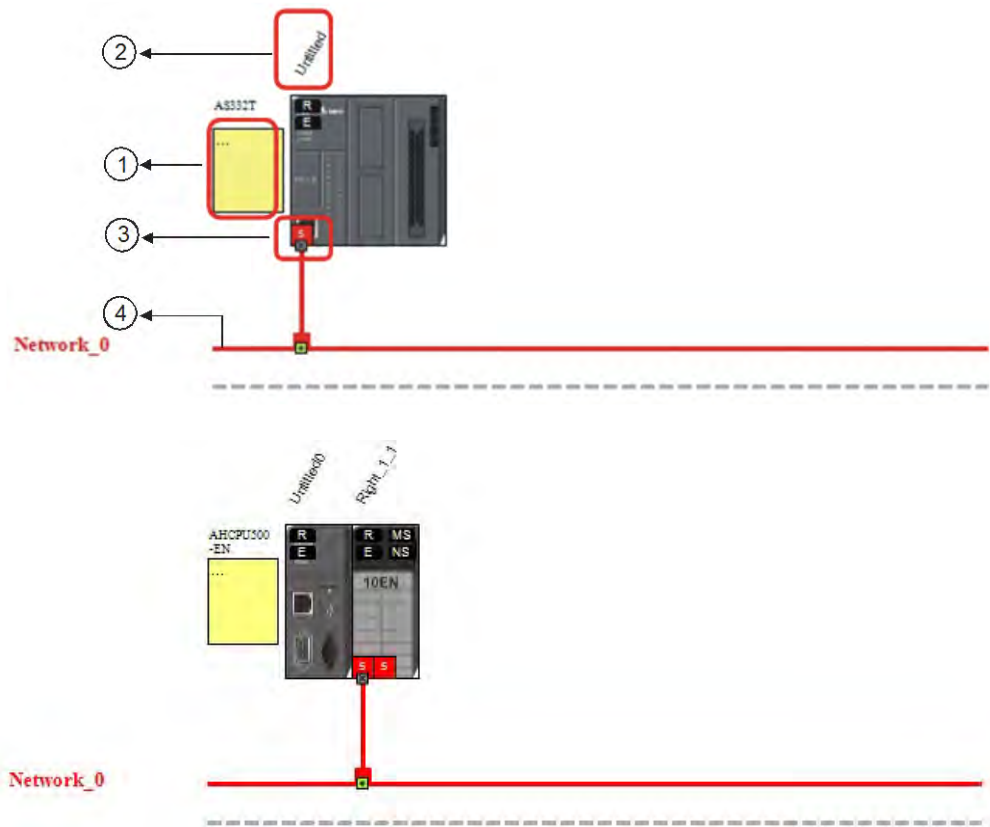 2
Untitled
AS332T
R
E
...
1
3
S
4
Network_0
Untitled0
Right_1_1
AHCPU500
-EN
R
R MS
E
E NS
...
10EN
S S
Network_0